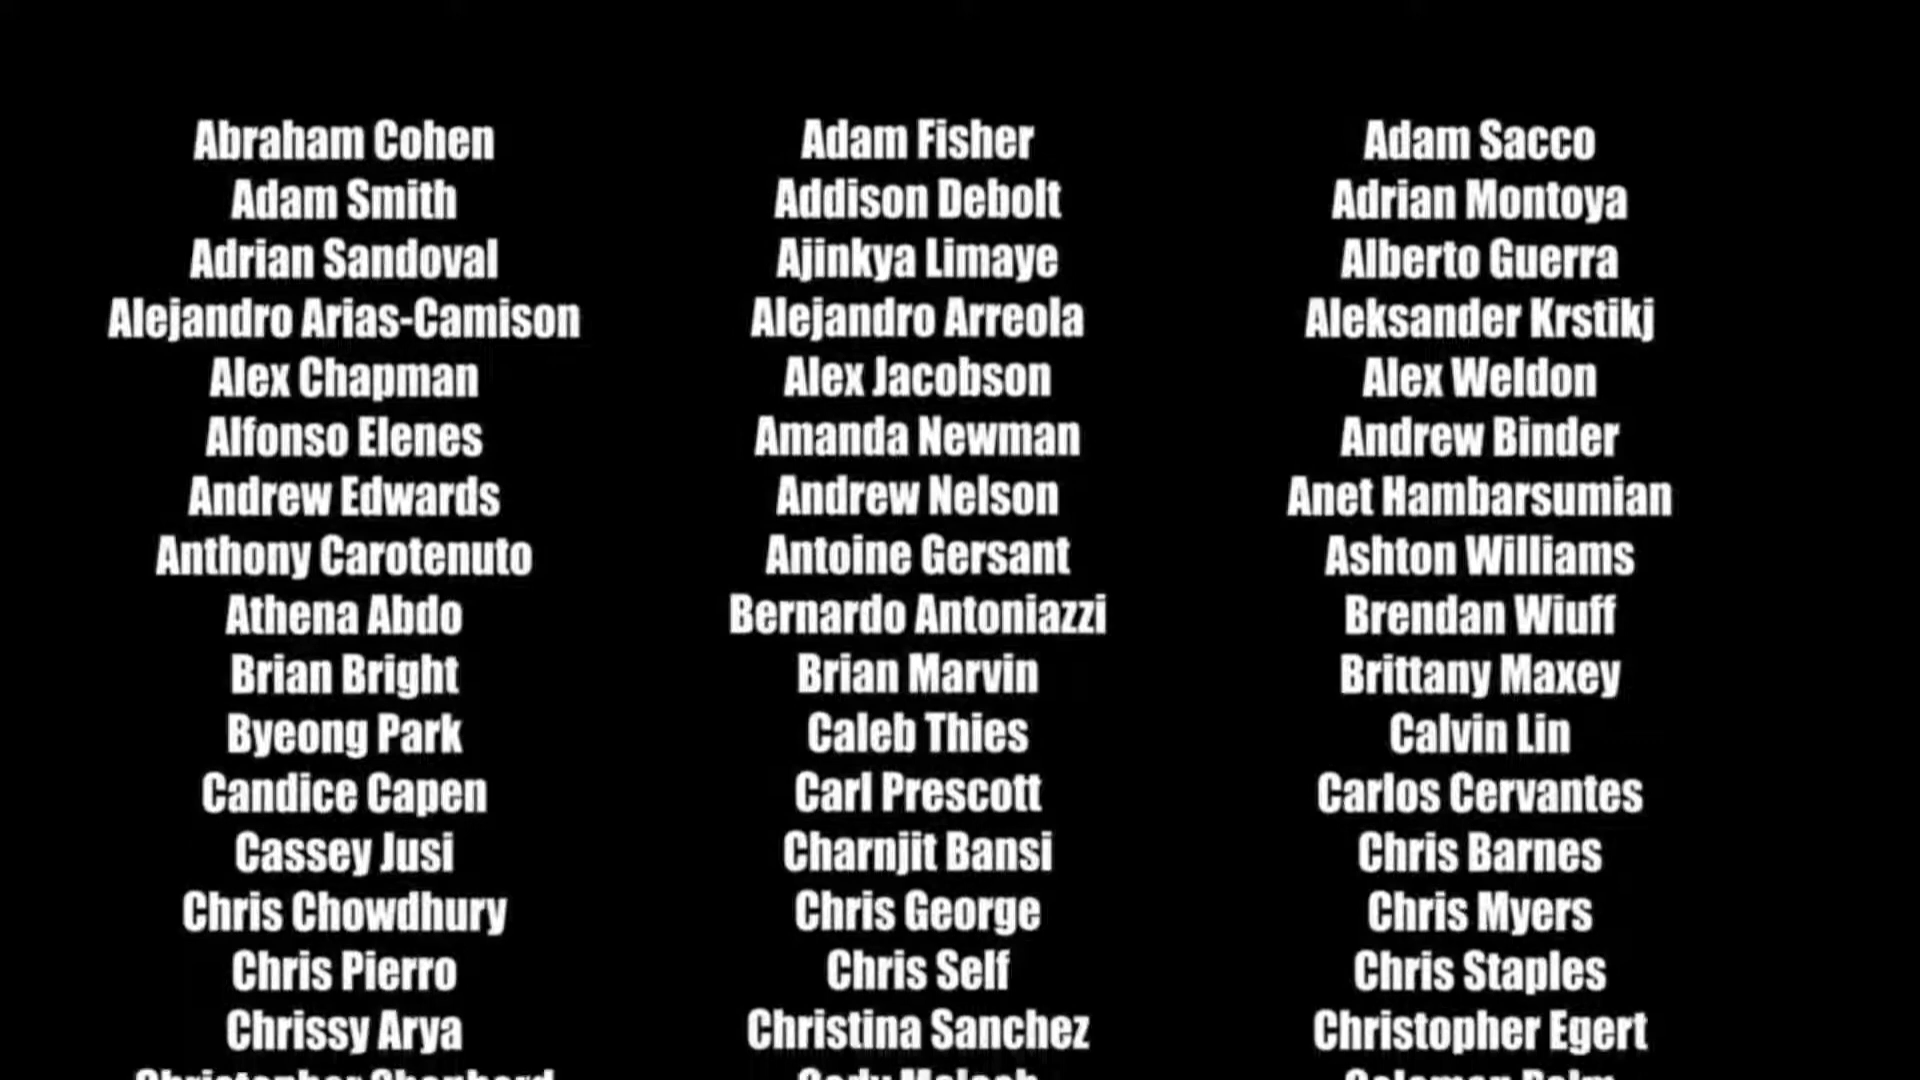 Abraham Cohen Adam Fisher Adam Sacco
Adam Smith Addison Debolt Adrian Montoya
Adrian Sandoval Ajinkya Limaye Alberto Guerra
Alejandro Arias-Camison Alejandro Arreola Aleksander Krstikj
Alex Chapman Alex Jacobson Alex Weldon
Alfonso Elenes Amanda Newman Andrew Binder
Andrew Edwards Andrew Nelson Anet Hambarsumian
Anthony Carotenuto Antoine Gersant Ashton Williams
Athena Abdo Bernardo Antoniazzi Brendan Wiuff
Brian Bright Brian Marvin Brittany Maxey
Byeong Park Caleb Thies Calvin Lin
Candice Capen Carl Prescott Carlos Cervantes
Cassey Jusi Charnjit Bansi Chris Barnes
Chris Chowdhury Chris George Chris Myers
Chris Pierro Chris Self Chris Staples
Chrissy Arya Christina Sanchez Christopher Egert